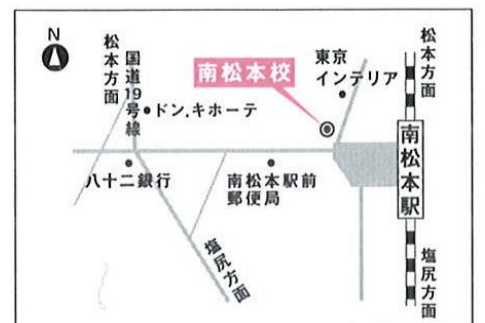 N
松本方面
国道19号線
ドン.キホーテ
南松本校
東京
インテリア
松本方面
八十二銀行
南松本駅前
郵便局
南松本駅
塩尻方面
塩尻方面